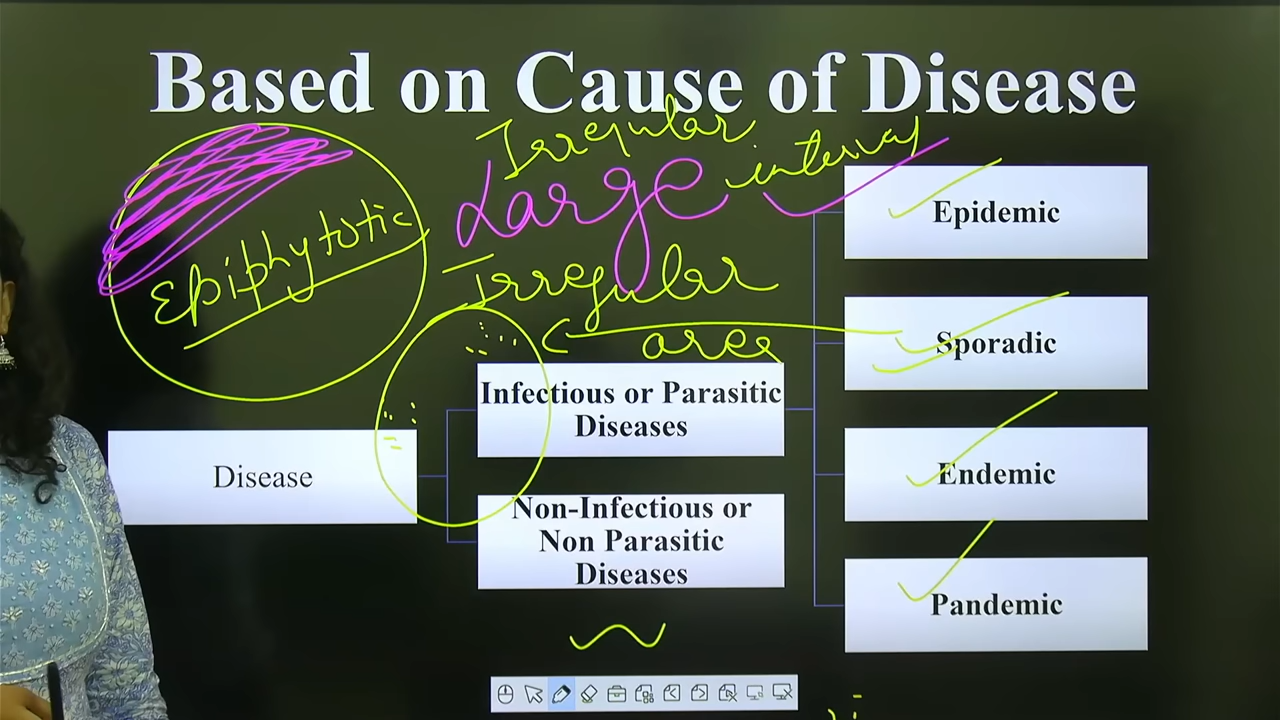 Based on Cause of Disease
Irregular
Large interval
Epiphytotic
Irregular
area
Epidemic
Sporadic
Infectious or Parasitic
Diseases
Disease
Endemic
Non-Infectious or
Non Parasitic
Diseases
Pandemic